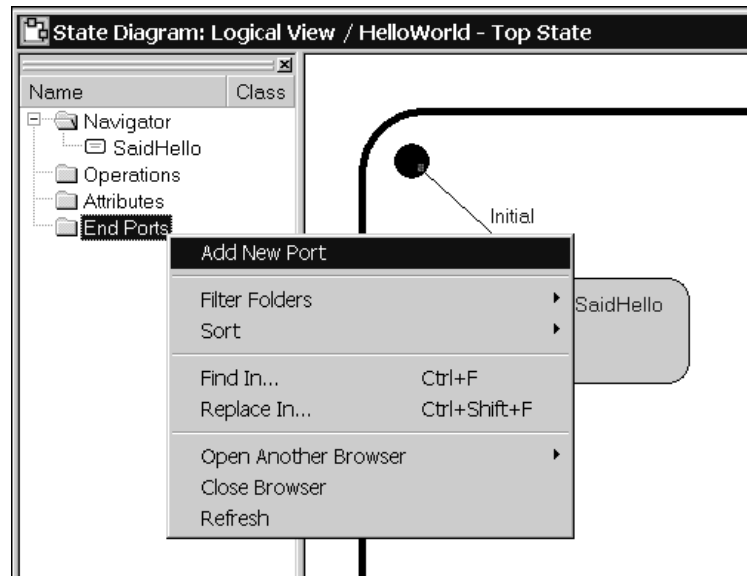 State Diagram: Logical View / HelloWorld - Top State
Name Class
Navigator
SaidHello
Operations
Attributes
End Ports
Initial
SaidHello
Add New Port
Filter Folders
Sort
Find In... Ctrl+F
Replace In... Ctrl+Shift+F
Open Another Browser
Close Browser
Refresh